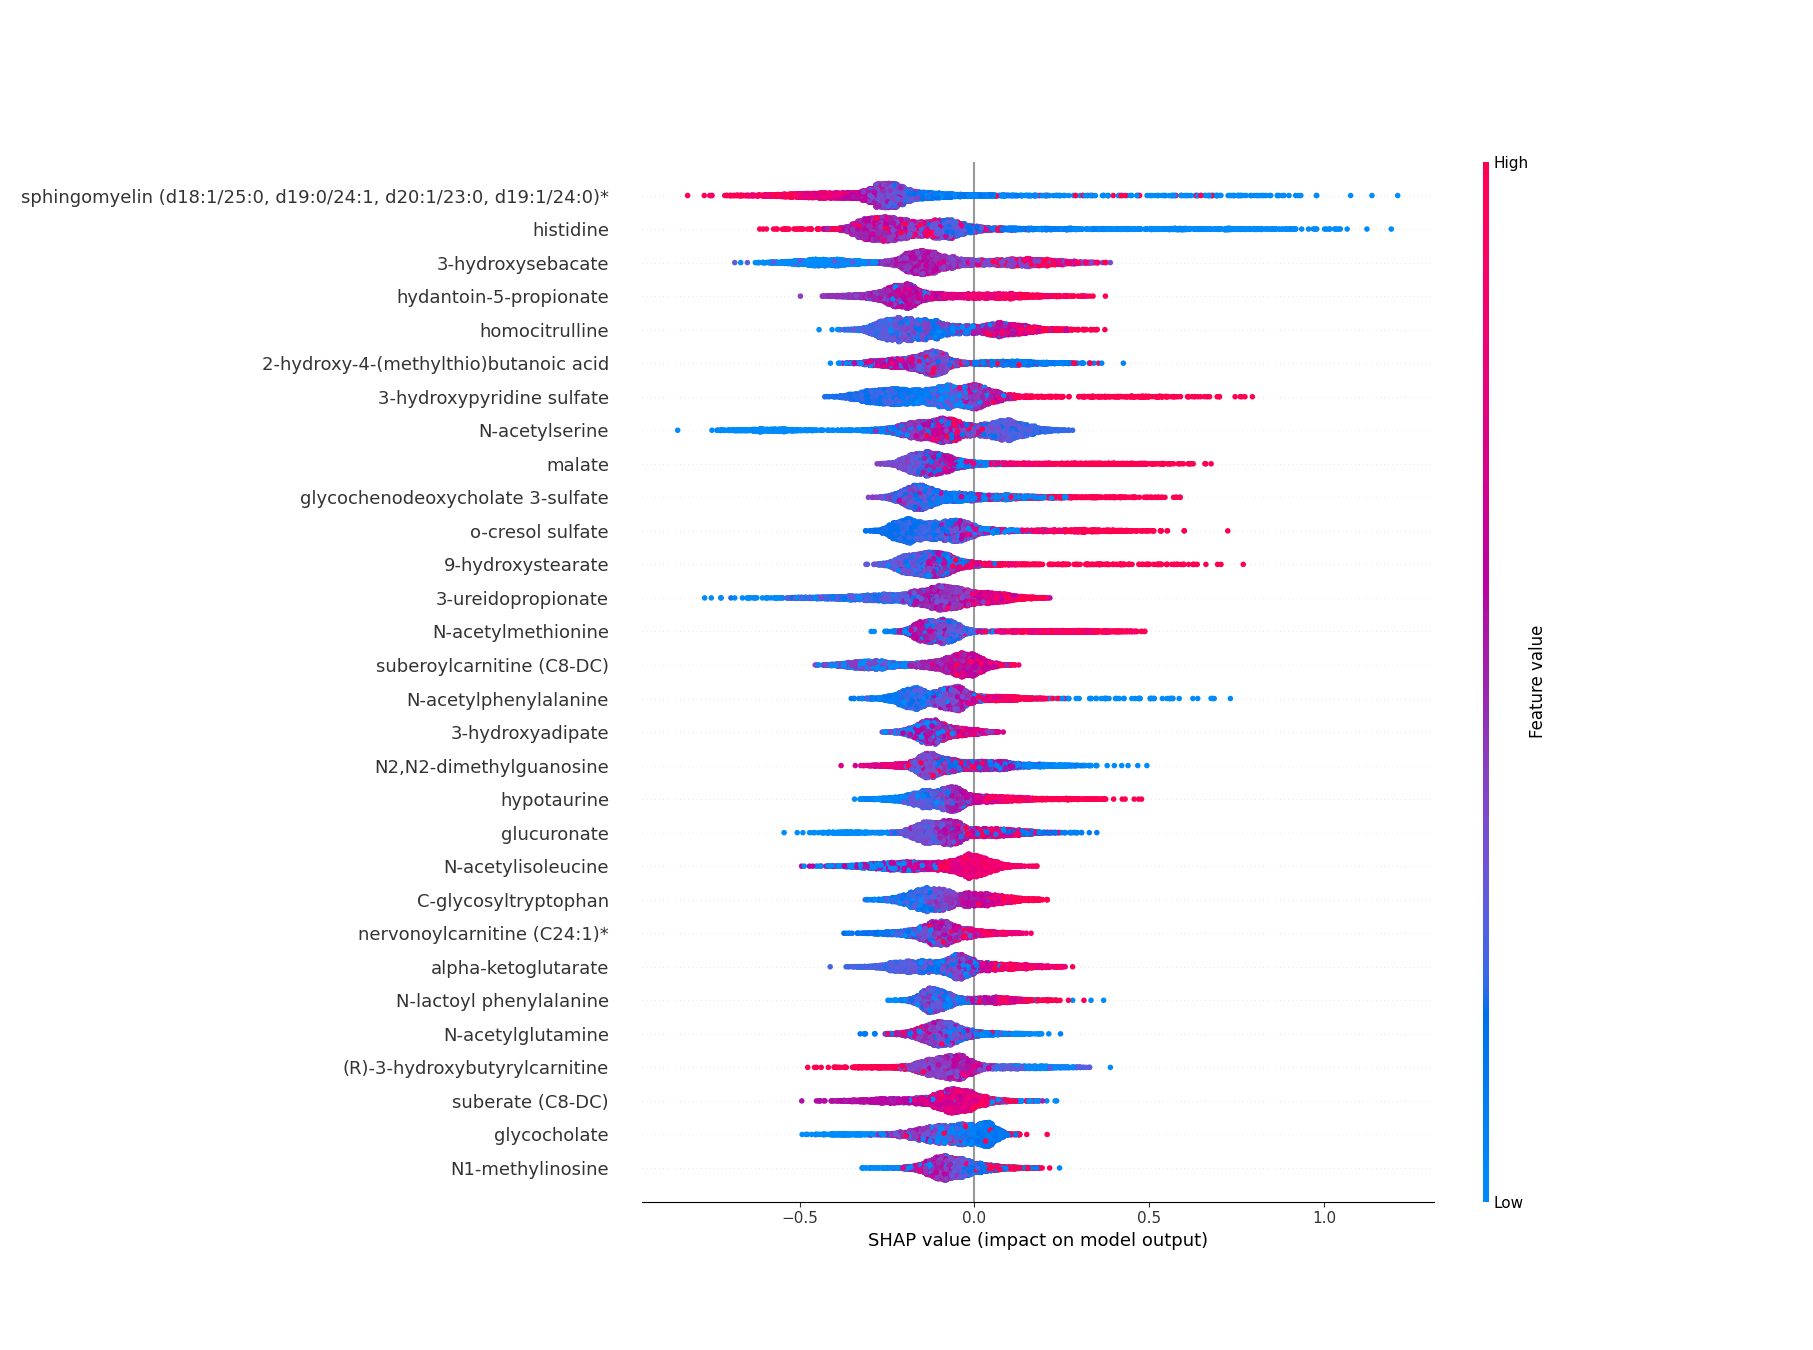 High
sphingomyelin (d18:1/25:0, d19:0/24:1, d20:1/23:0, d19:1/24:0)*
histidine
3-hydroxysebacate
hydantoin-5-propionate
homocitrulline
2-hydroxy-4-(methylthio)butanoic acid
3-hydroxypyridine sulfate
N-acetylserine
malate
glycochenodeoxycholate 3-sulfate
o-cresol sulfate
9-hydroxystearate
3-ureidopropionate
N-acetylmethionine
suberoylcarnitine (C8-DC)
N-acetylphenylalanine
3-hydroxyadipate
N2,N2-dimethylguanosine
hypotaurine
glucuronate
N-acetylisoleucine
C-glycosyltryptophan
nervonoylcarnitine (C24:1)*
alpha-ketoglutarate
N-lactoyl phenylalanine
N-acetylglutamine
(R)-3-hydroxybutyrylcarnitine
suberate (C8-DC)
glycocholate
N1-methylinosine
Feature value
Low
−0.5 0.0 0.5 1.0
SHAP value (impact on model output)